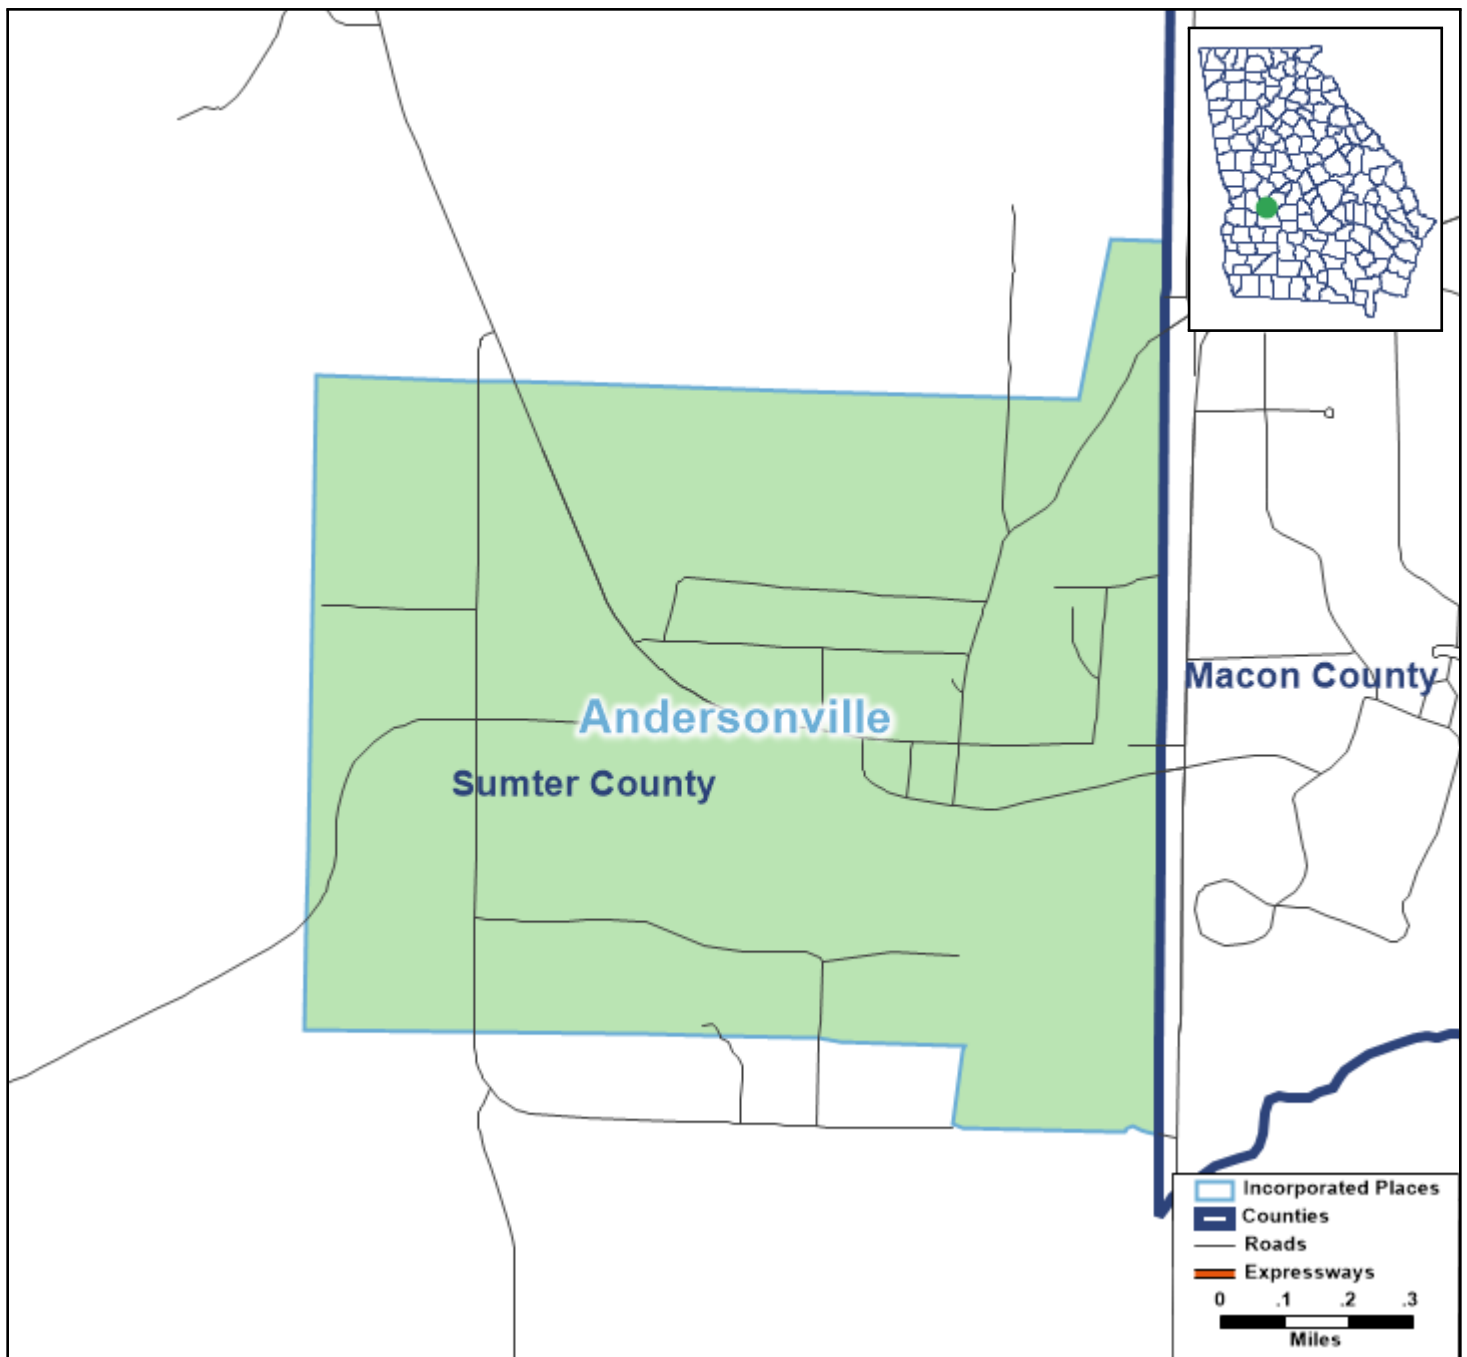 Macon County
Andersonville
Sumter County
Incorporated Places
Counties
Roads
Expressways
0 .1 .2 .3
Miles